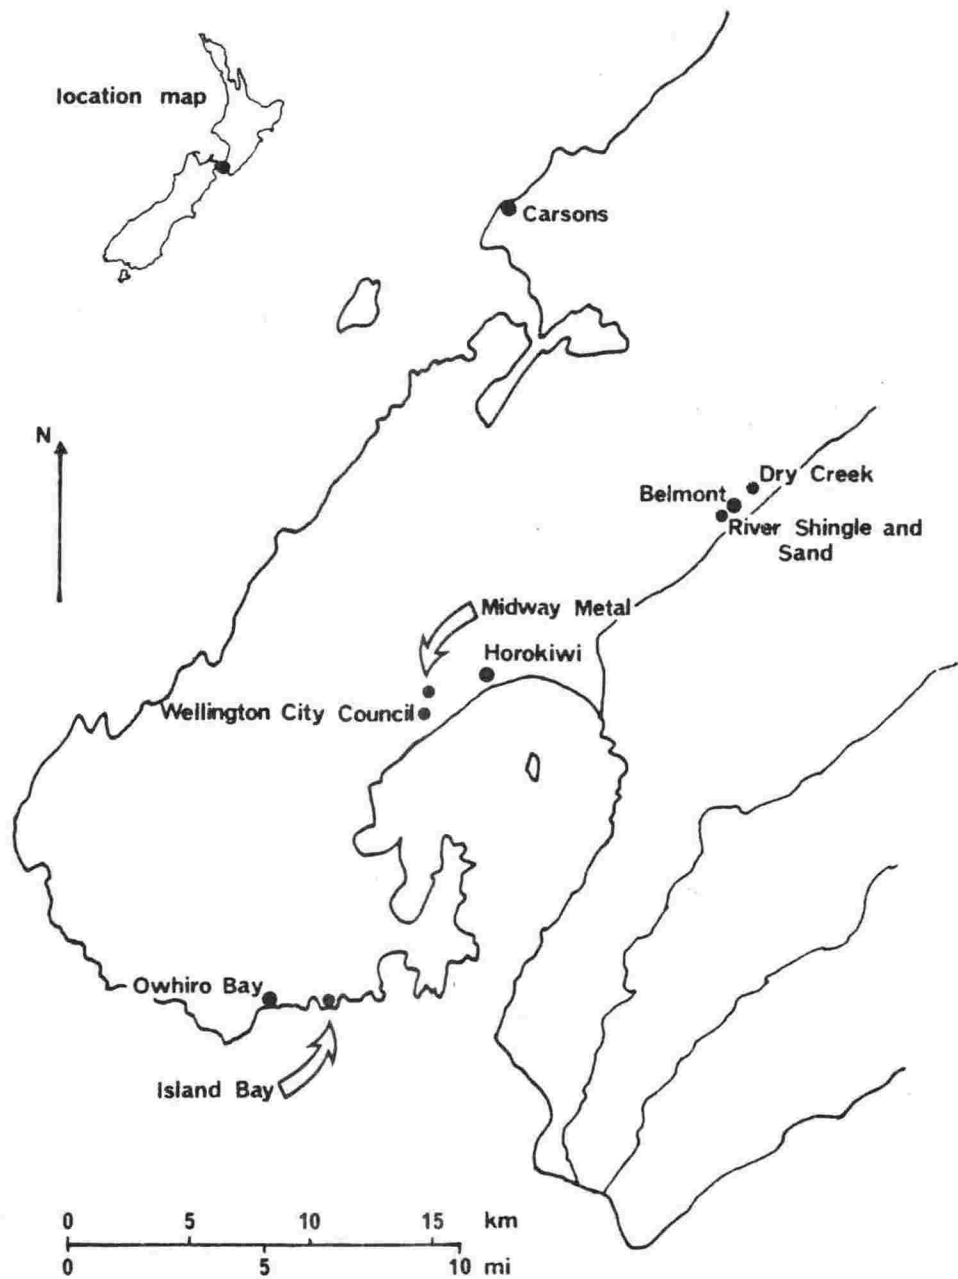 location map
Carsons
N
Dry Creek
Belmont
River Shingle and
Sand
Midway Metal
Horokiwi
Wellington City Council
Owhiro Bay
Island Bay
0 5 10 15 km
0 5 10 mi